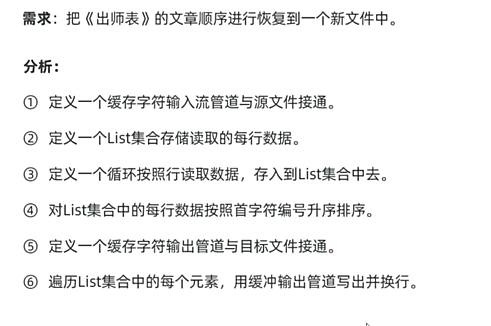 需求：把《出师表》的文章顺序进行恢复到一个新文件中。
分析：
① 定义一个缓存字符输入流管道与源文件接通。
② 定义一个List集合存储读取的每行数据。
③ 定义一个循环按照行读取数据，存入到List集合中去。
④ 对List集合中的每行数据按照首字符编号升序排序。
⑤ 定义一个缓存字符输出管道与目标文件接通。
⑥ 遍历List集合中的每个元素，用缓冲输出管道写出并换行。